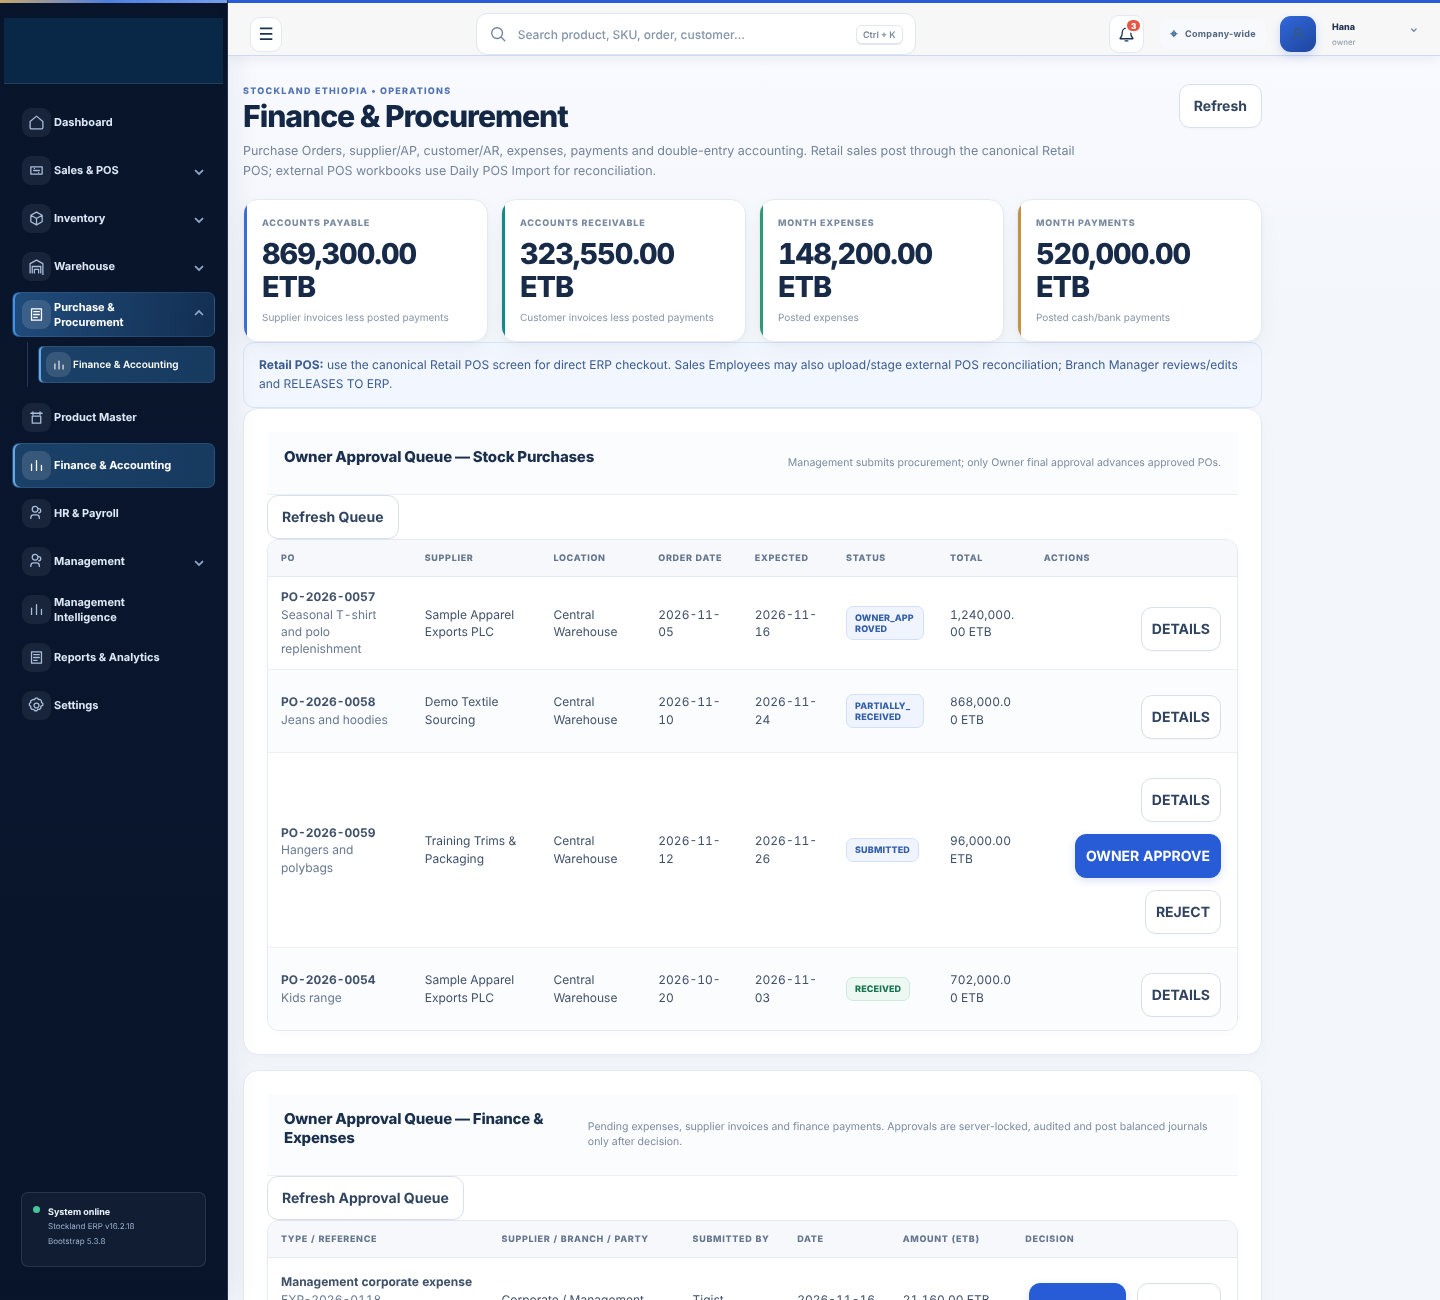 ☰
Search product, SKU, order, customer...
Ctrl + K
3
Company-wide
Hana
owner
Dashboard
Sales & POS
Inventory
Warehouse
Purchase &
Procurement
Finance & Accounting
Product Master
Finance & Accounting
HR & Payroll
Management
Management
Intelligence
Reports & Analytics
Settings
System online
Stockland ERP v16.2.18
Bootstrap 5.3.8
STOCKLAND ETHIOPIA • OPERATIONS
Finance & Procurement
Refresh
Purchase Orders, supplier/AP, customer/AR, expenses, payments and double-entry accounting. Retail sales post through the canonical Retail
POS; external POS workbooks use Daily POS Import for reconciliation.
ACCOUNTS PAYABLE
869,300.00
ETB
Supplier invoices less posted payments
ACCOUNTS RECEIVABLE
323,550.00
ETB
Customer invoices less posted payments
MONTH EXPENSES
148,200.00
ETB
Posted expenses
MONTH PAYMENTS
520,000.00
ETB
Posted cash/bank payments
Retail POS: use the canonical Retail POS screen for direct ERP checkout. Sales Employees may also upload/stage external POS reconciliation; Branch Manager reviews/edits
and RELEASES TO ERP.
Owner Approval Queue — Stock Purchases
Management submits procurement; only Owner final approval advances approved POs.
Refresh Queue
PO SUPPLIER LOCATION ORDER DATE EXPECTED STATUS TOTAL ACTIONS
PO-2026-0057
Seasonal T-shirt
and polo
replenishment
Sample Apparel
Exports PLC
Central
Warehouse
2026-11-
05
2026-11-
16
OWNER_APP
ROVED
1,240,000.
00 ETB
DETAILS
PO-2026-0058
Jeans and hoodies
Demo Textile
Sourcing
Central
Warehouse
2026-11-
10
2026-11-
24
PARTIALLY_
RECEIVED
868,000.0
0 ETB
DETAILS
PO-2026-0059
Hangers and
polybags
Training Trims &
Packaging
Central
Warehouse
2026-11-
12
2026-11-
26
SUBMITTED
96,000.00
ETB
DETAILS
OWNER APPROVE
REJECT
PO-2026-0054
Kids range
Sample Apparel
Exports PLC
Central
Warehouse
2026-10-
20
2026-11-
03
RECEIVED
702,000.0
0 ETB
DETAILS
Owner Approval Queue — Finance &
Expenses
Pending expenses, supplier invoices and finance payments. Approvals are server-locked, audited and post balanced journals
only after decision.
Refresh Approval Queue
TYPE / REFERENCE SUPPLIER / BRANCH / PARTY SUBMITTED BY DATE AMOUNT (ETB) DECISION
Management corporate expense
EXP-2026-0118
Corporate / Management
Tigist
2026-11-16
21,160.00 ETB